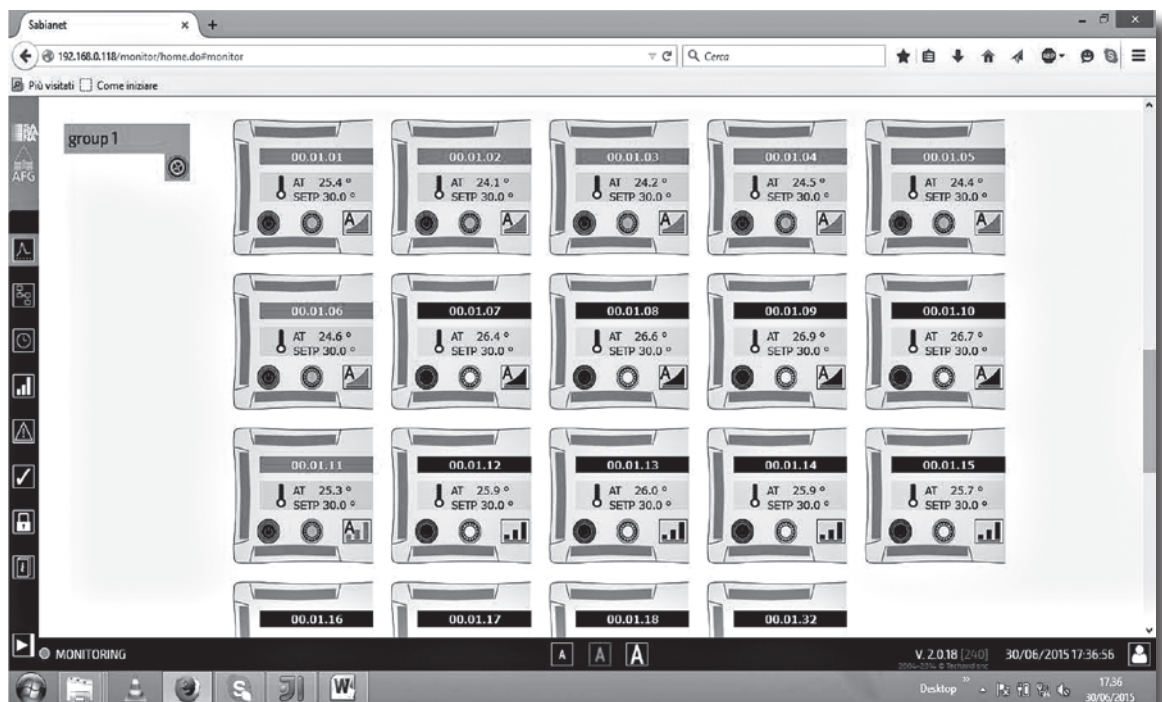 Sabianet
192.168.0.118/monitor/home.do#monitor
Cerca
ABP
Più visitati Come iniziare
AFG
group 1
00.01.01 00.01.02 00.01.03 00.01.04 00.01.05
AT 25.4 ° AT 24.1 ° AT 24.2 ° AT 24.5 ° AT 24.4 °
SETP 30.0 ° SETP 30.0 ° SETP 30.0 ° SETP 30.0 ° SETP 30.0 °
A A A A A
00.01.06 00.01.07 00.01.08 00.01.09 00.01.10
AT 24.6 ° AT 26.4 ° AT 26.6 ° AT 26.9 ° AT 26.7 °
SETP 30.0 ° SETP 30.0 ° SETP 30.0 ° SETP 30.0 ° SETP 30.0 °
A A A A A
00.01.11 00.01.12 00.01.13 00.01.14 00.01.15
AT 25.3 ° AT 25.9 ° AT 26.0 ° AT 25.9 ° AT 25.7 °
SETP 30.0 ° SETP 30.0 ° SETP 30.0 ° SETP 30.0 ° SETP 30.0 °
A
00.01.16 00.01.17 00.01.18 00.01.32
MONITORING A A A V. 2.0.18 [240] 30/06/2015 17:36:56
2004-2014 ©
Desktop 17.36
30/06/2015